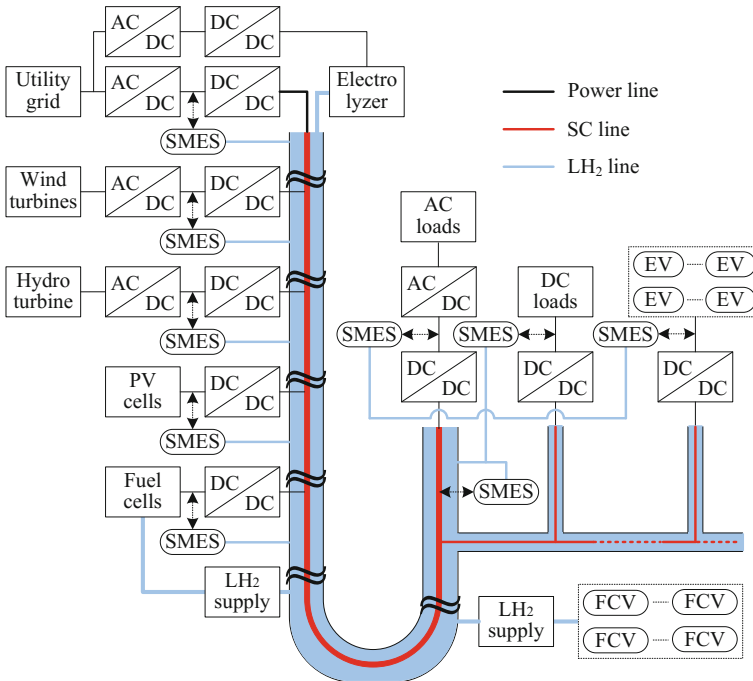 AC
DC
DC
DC
Utility
grid
AC
DC
DC
DC
Electro
lyzer
SMES
Power line
SC line
LH₂ line
Wind
turbines
AC
DC
DC
DC
SMES
Hydro
turbine
AC
DC
DC
DC
SMES
PV
cells
DC
DC
SMES
Fuel
cells
DC
DC
SMES
LH₂
supply
AC
loads
AC
DC
SMES
DC
DC
DC
loads
SMES
EV
EV
EV
EV
SMES
DC
DC
SMES
LH₂
supply
FCV
FCV
FCV
FCV